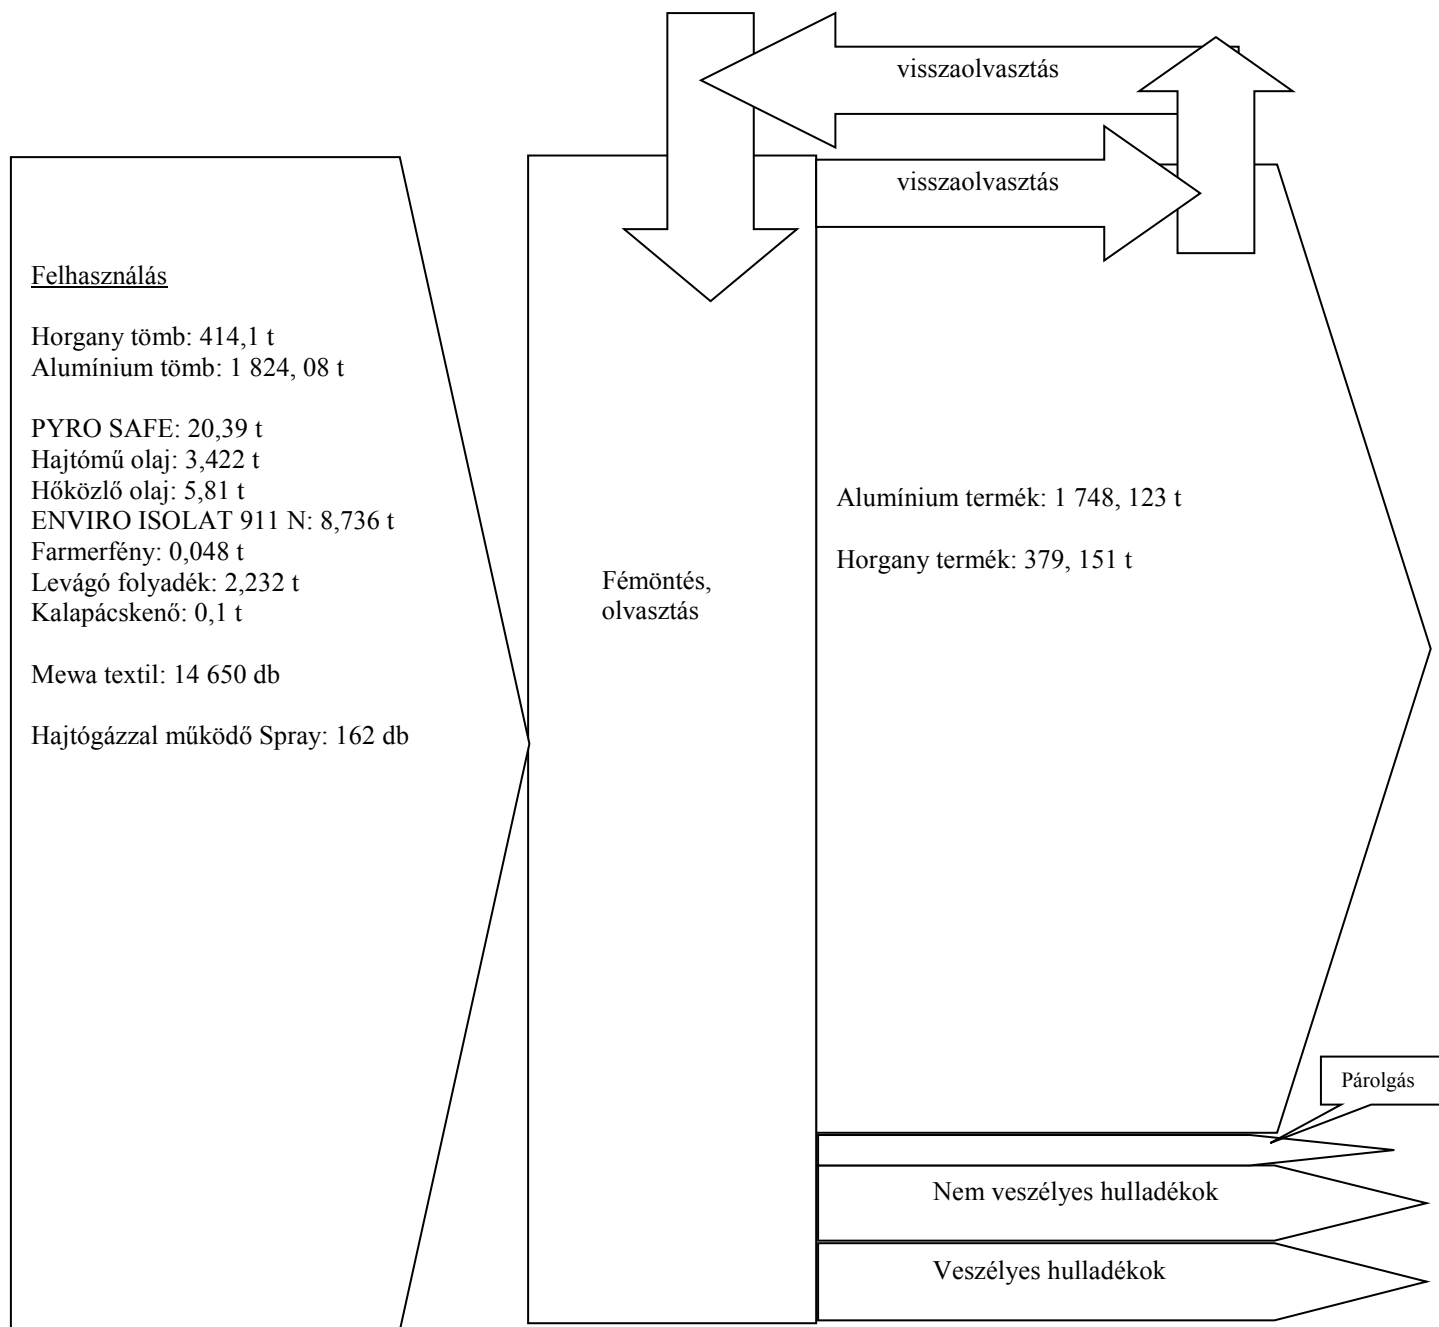 visszaolvasztás
visszaolvasztás
Felhasználás
Horgany tömb: 414,1 t
Alumínium tömb: 1 824, 08 t
PYRO SAFE: 20,39 t
Hajtómű olaj: 3,422 t
Hőközlő olaj: 5,81 t
ENVIRO ISOLAT 911 N: 8,736 t
Farmerfény: 0,048 t
Levágó folyadék: 2,232 t
Kalapácskenő: 0,1 t
Mewa textil: 14 650 db
Hajtógázzal működő Spray: 162 db
Fémöntés,
olvasztás
Alumínium termék: 1 748, 123 t
Horgany termék: 379, 151 t
Párolgás
Nem veszélyes hulladékok
Veszélyes hulladékok